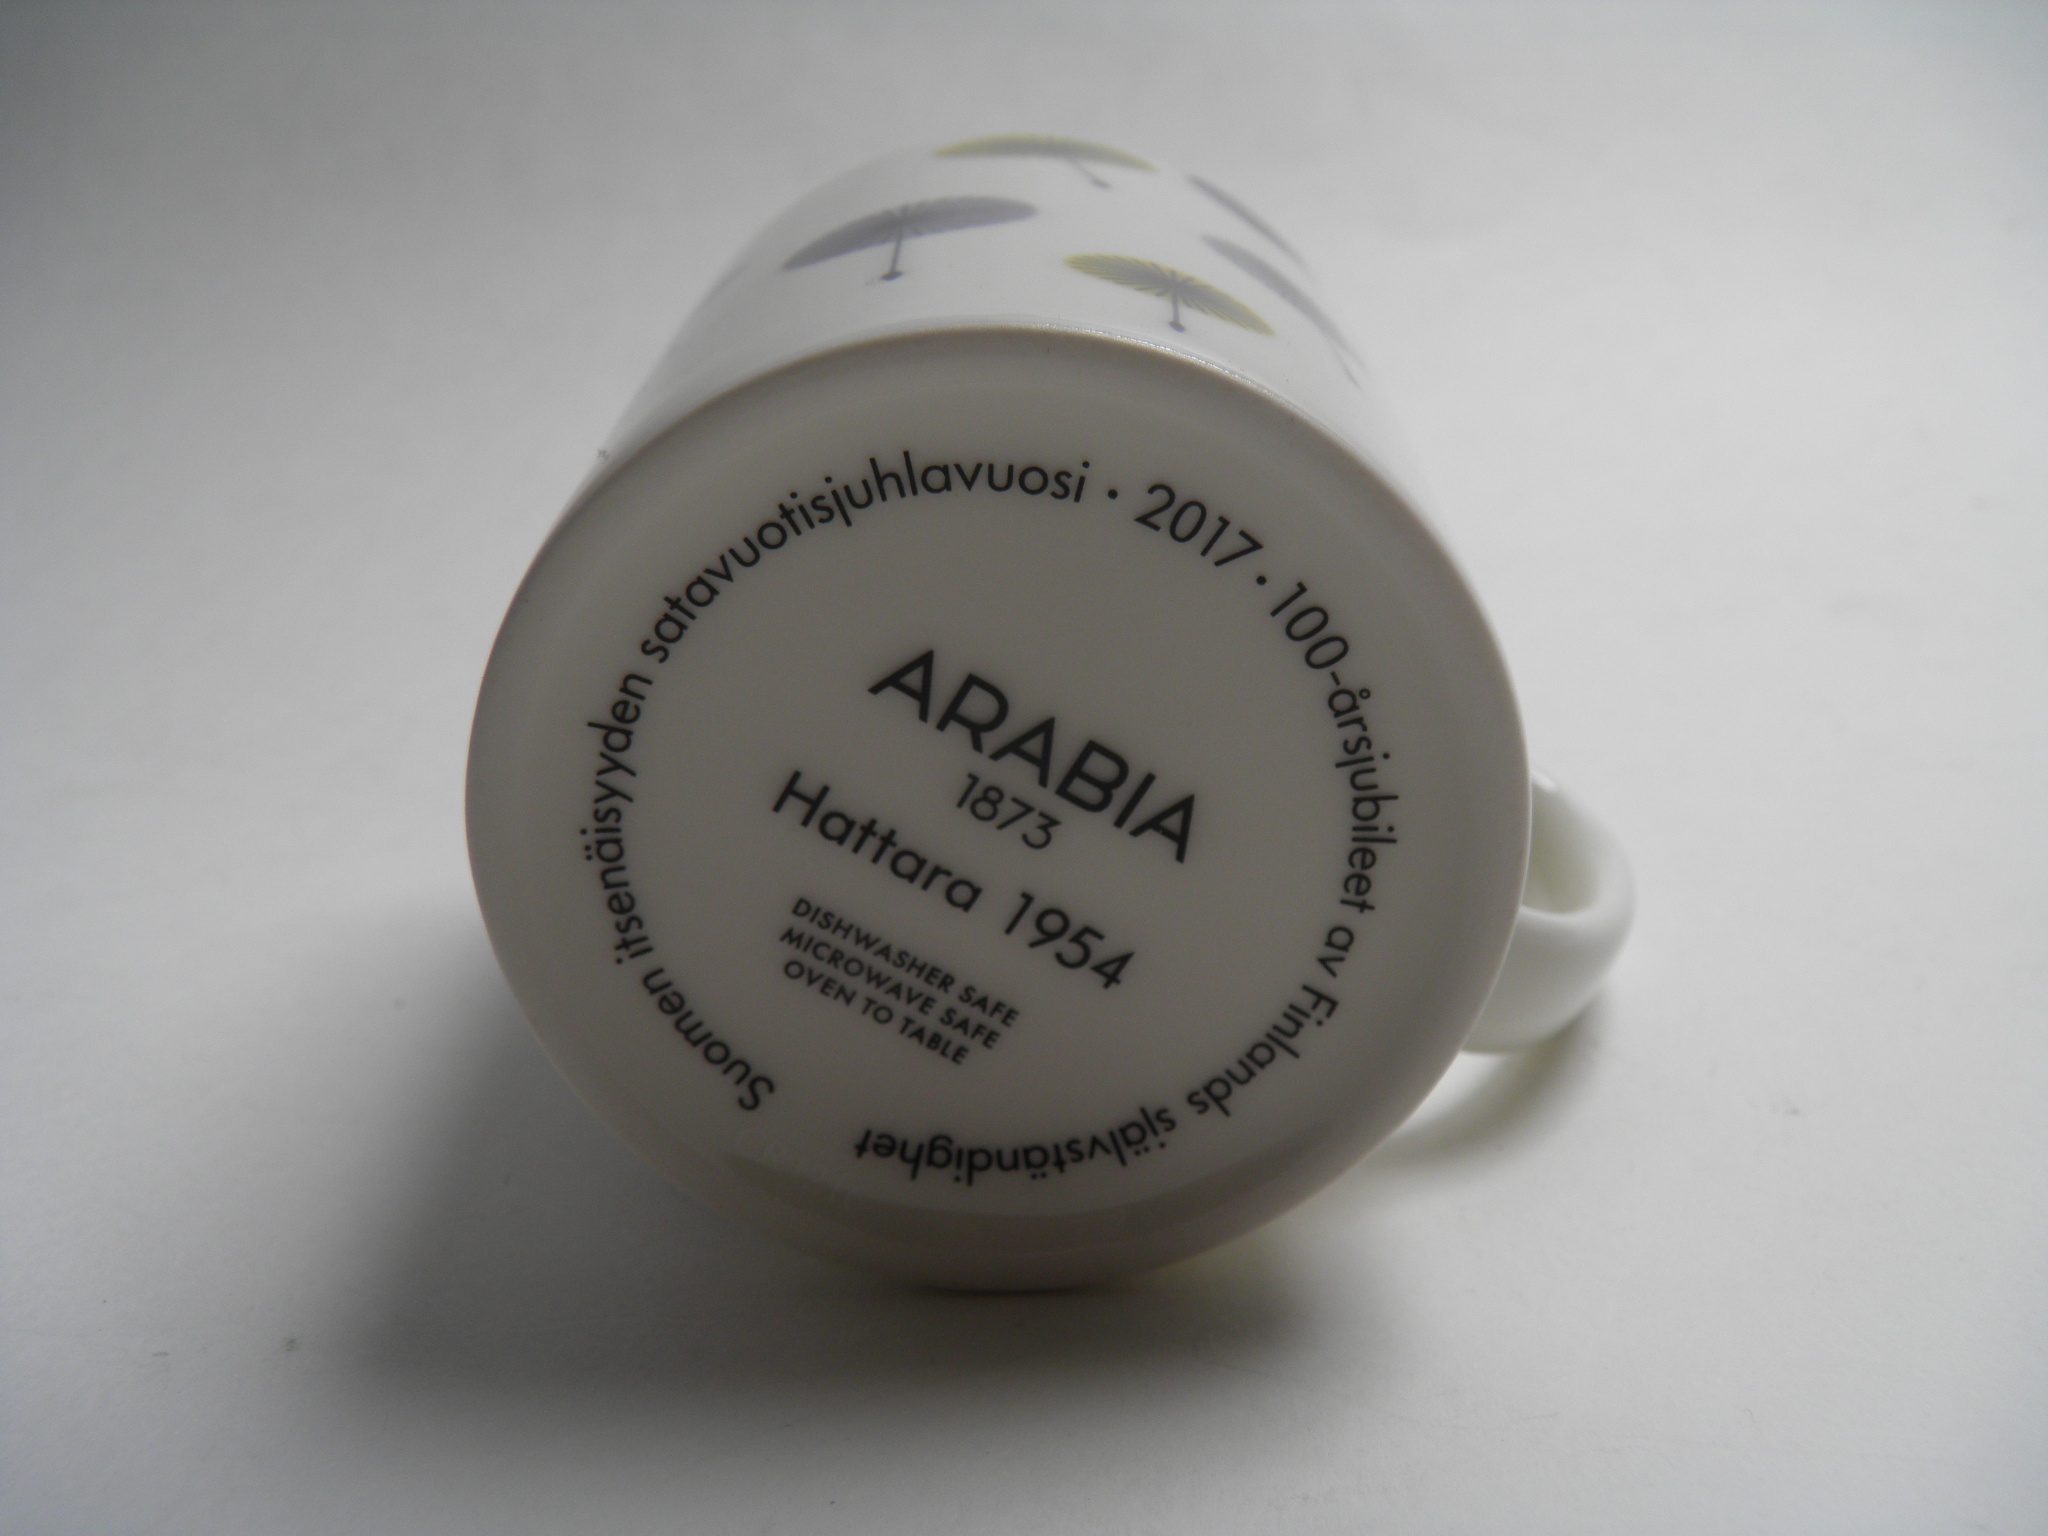 Suomen itsenäisyyden satavuotisjuhlavuosi • 2017 • 100-årsjubileet av Finlands självständighet
ARABIA
1873
Hattara 1954
DISHWASHER SAFE
MICROWAVE SAFE
OVEN TO TABLE